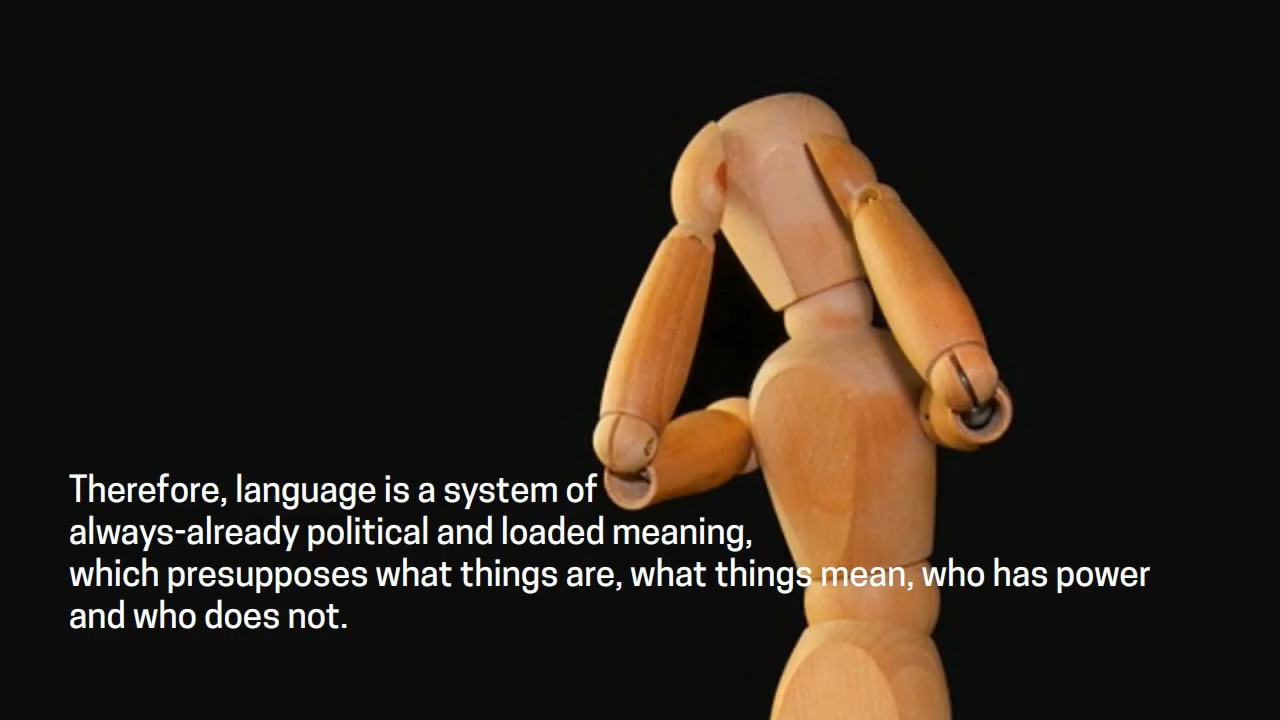 Therefore, language is a system of
always-already political and loaded meaning,
which presupposes what things are, what things mean, who has power
and who does not.